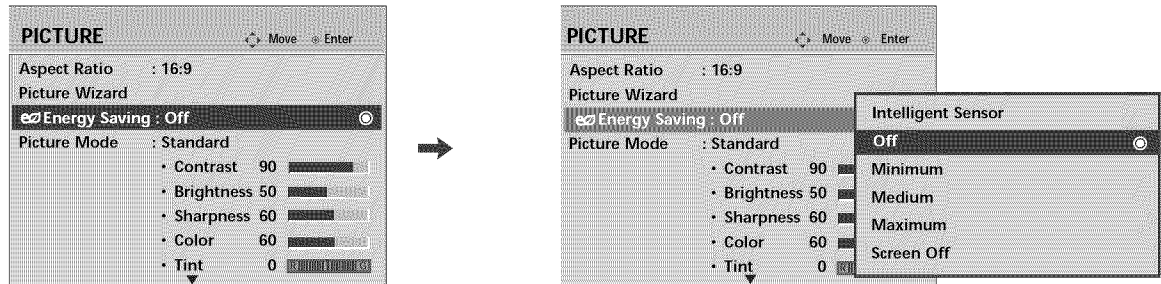 PICTURE
Move Enter
Aspect Ratio : 16:9
Picture Wizard
Energy Saving : Off
Picture Mode : Standard
• Contrast 90
• Brightness 50
• Sharpness 60
• Color 60
• Tint 0 R G
PICTURE
Move Enter
Aspect Ratio : 16:9
Picture Wizard
Energy Saving : Off
Picture Mode : Standard
• Contrast 90
• Brightness 50
• Sharpness 60
• Color 60
• Tint 0 R
Intelligent Sensor
Off
Minimum
Medium
Maximum
Screen Off